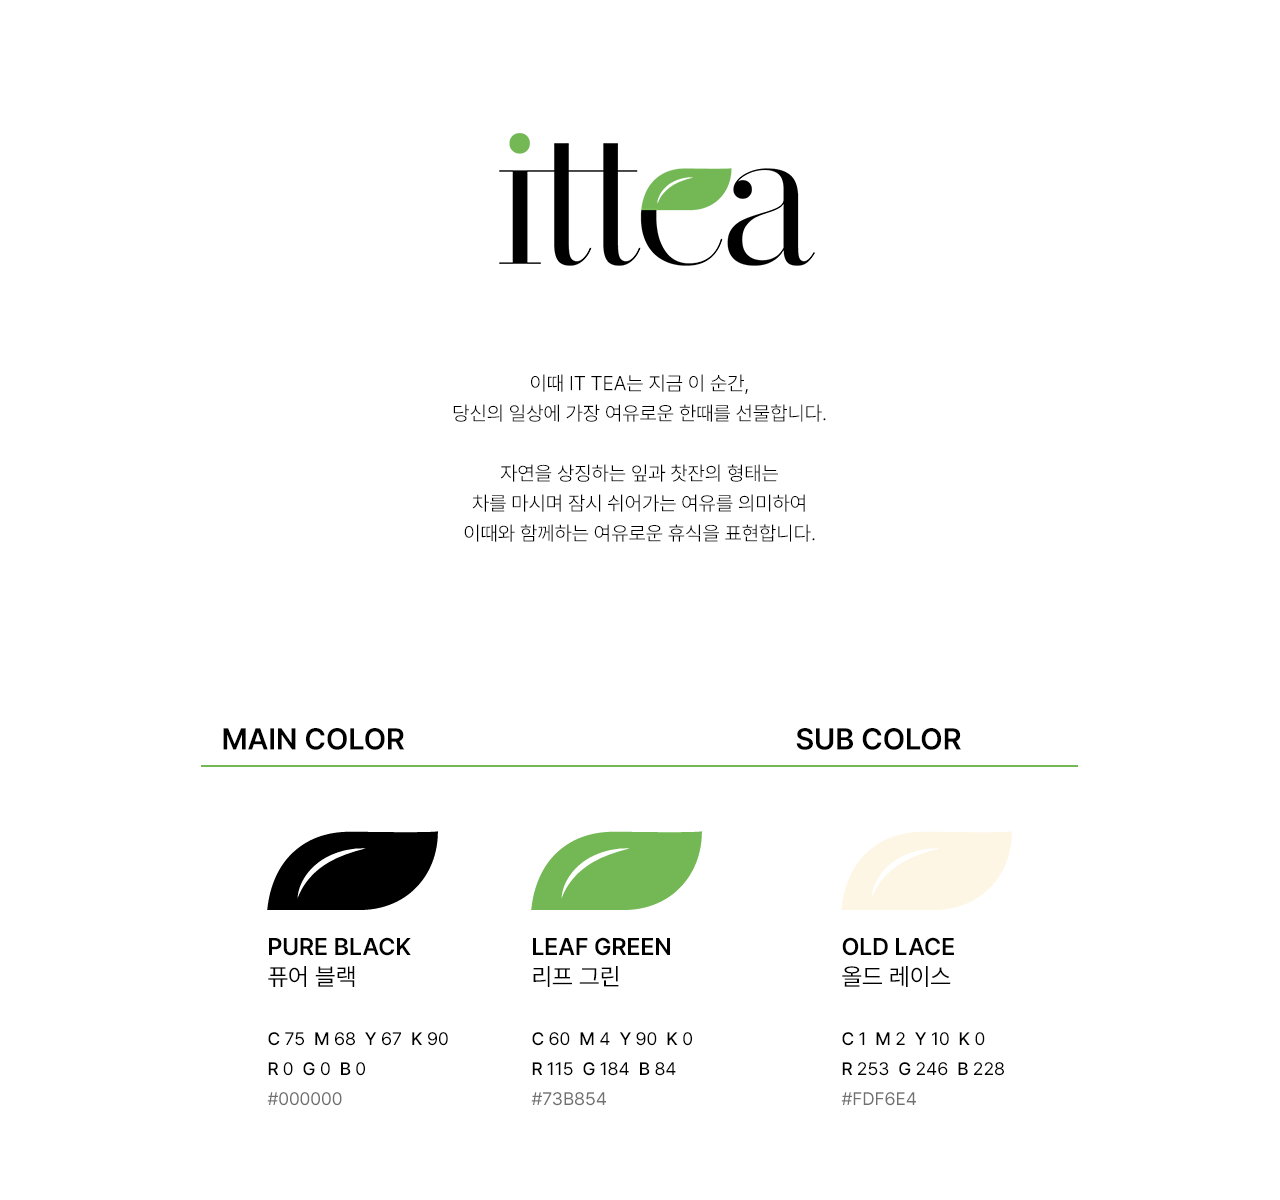 ittea
이때 IT TEA는 지금 이 순간,
당신의 일상에 가장 여유로운 한때를 선물합니다.
자연을 상징하는 잎과 찻잔의 형태는
차를 마시며 잠시 쉬어가는 여유를 의미하여
이때와 함께하는 여유로운 휴식을 표현합니다.
MAIN COLOR
SUB COLOR
PURE BLACK
퓨어 블랙
C 75 M 68 Y 67 K 90
R 0 G 0 B 0
#000000
LEAF GREEN
리프 그린
C 60 M 4 Y 90 K 0
R 115 G 184 B 84
#73B854
OLD LACE
올드 레이스
C 1 M 2 Y 10 K 0
R 253 G 246 B 228
#FDF6E4